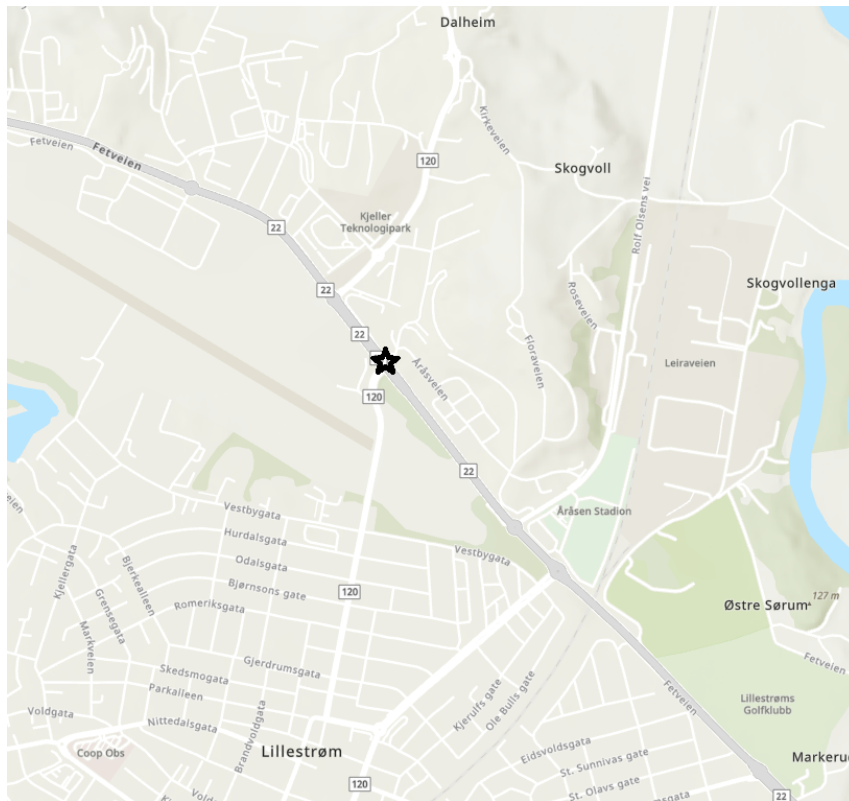 Dalheim
Kirkeveien
Fetveien
Fetveien
120
Skogvoll
Rolf Olsens vei
Kjeller
Teknologipark
22
Skogvollenga
22
Roseveien
22
Floraveien
Åråsveien
Leiraveien
120
22
Vestbygata
Åråsen Stadion
Hurdalsgata
Vestbygata
Odalsgata
Kjellergata
Bjerkealleen
Bjørnsons gate
120
127 m
Grensegata
Romeriksgata
Østre Sørum
Markveien
Gjerdrumsgata
Fetveien
Skedsmogata
Parkalleen
Kjerulfs gate
Ole Bulls gate
Fetveien
Lillestrøms
Golfklubb
Voldgata
Nittedalsgata
Brandvoldgata
Coop Obs
Lillestrøm
Eidsvoldsgata
St. Sunnivas gate
St. Olavs gate
120
22